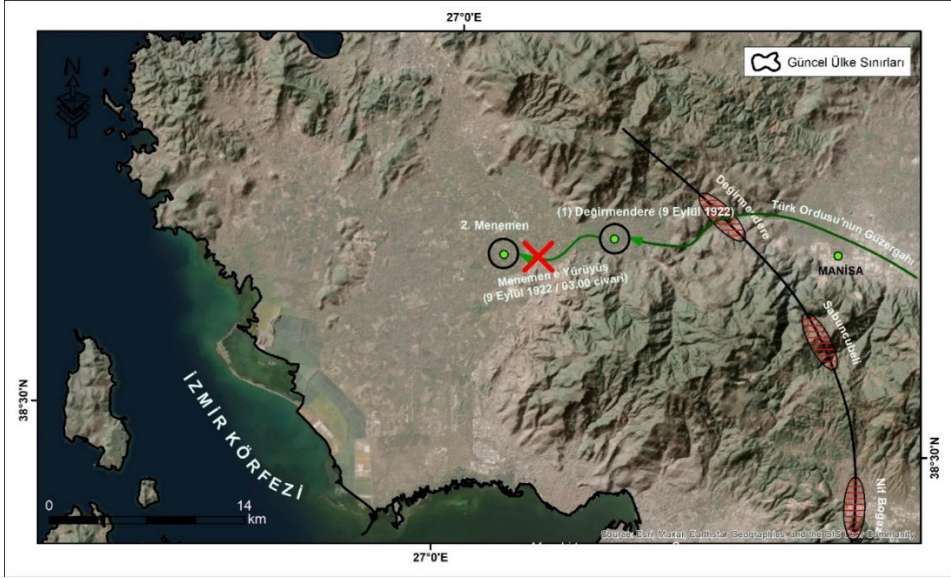 27°0'E
N
Güncel Ülke Sınırları
Değirmendere
(1) Değirmendere (9 Eylül 1922)
Türk Ordusu'nun Güzergahı
2. Menemen
MANİSA
Menemen'e Yürüyüş
(9 Eylül 1922 / 03.00 civarı)
Sabuncubeli
38°30'N
38°30'N
İZMİR KÖRFEZİ
Nif Boğazı
0 14
km
Source: Esri, Maxar, Earthstar Geographics, and the GIS User Community
27°0'E